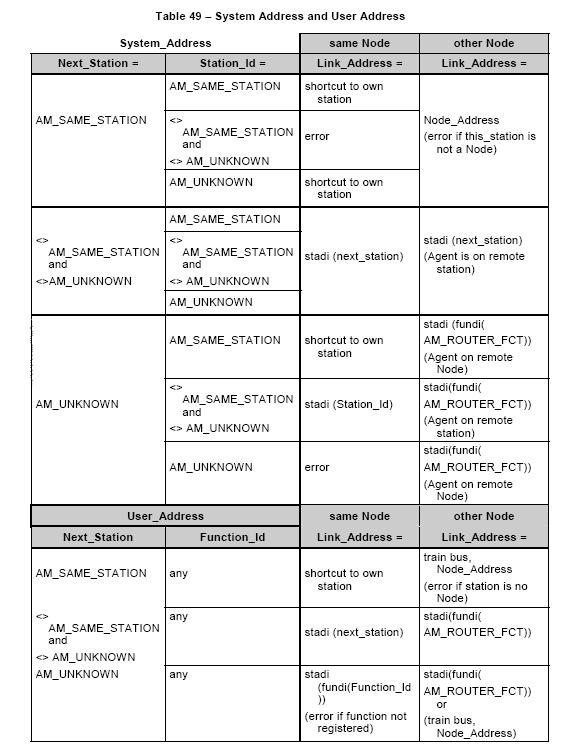 Table 49 – System Address and User Address
System_Address same Node other Node
Next_Station = Station_Id = Link_Address = Link_Address =
AM_SAME_STATION
AM_SAME_STATION
shortcut to own
station
Node_Address
(error if this_station is
not a Node)
<>
AM_SAME_STATION
and
<> AM_UNKNOWN
error
AM_UNKNOWN
shortcut to own
station
<>
AM_SAME_STATION
and
<>AM_UNKNOWN
AM_SAME_STATION
<>
AM_SAME_STATION
and
<> AM_UNKNOWN
AM_UNKNOWN
stadi (next_station)
stadi (next_station)
(Agent is on remote
station)
AM_UNKNOWN
AM_SAME_STATION
shortcut to own
station
stadi (fundi(
AM_ROUTER_FCT))
(Agent on remote
Node)
<>
AM_SAME_STATION
and
<> AM_UNKNOWN
stadi (Station_Id)
stadi(fundi(
AM_ROUTER_FCT))
(Agent on remote
station)
AM_UNKNOWN
error
stadi(fundi(
AM_ROUTER_FCT))
(Agent on remote
Node)
User_Address same Node other Node
Next_Station Function_Id Link_Address = Link_Address =
AM_SAME_STATION
any
shortcut to own
station
train bus,
Node_Address
(error if station is no
Node)
<>
AM_SAME_STATION
and
<> AM_UNKNOWN
any
stadi (next_station)
stadi(fundi(
AM_ROUTER_FCT))
AM_UNKNOWN
any
stadi
(fundi(Function_Id
))
(error if function not
registered)
stadi(fundi(
AM_ROUTER_FCT))
or
(train bus,
Node_Address)